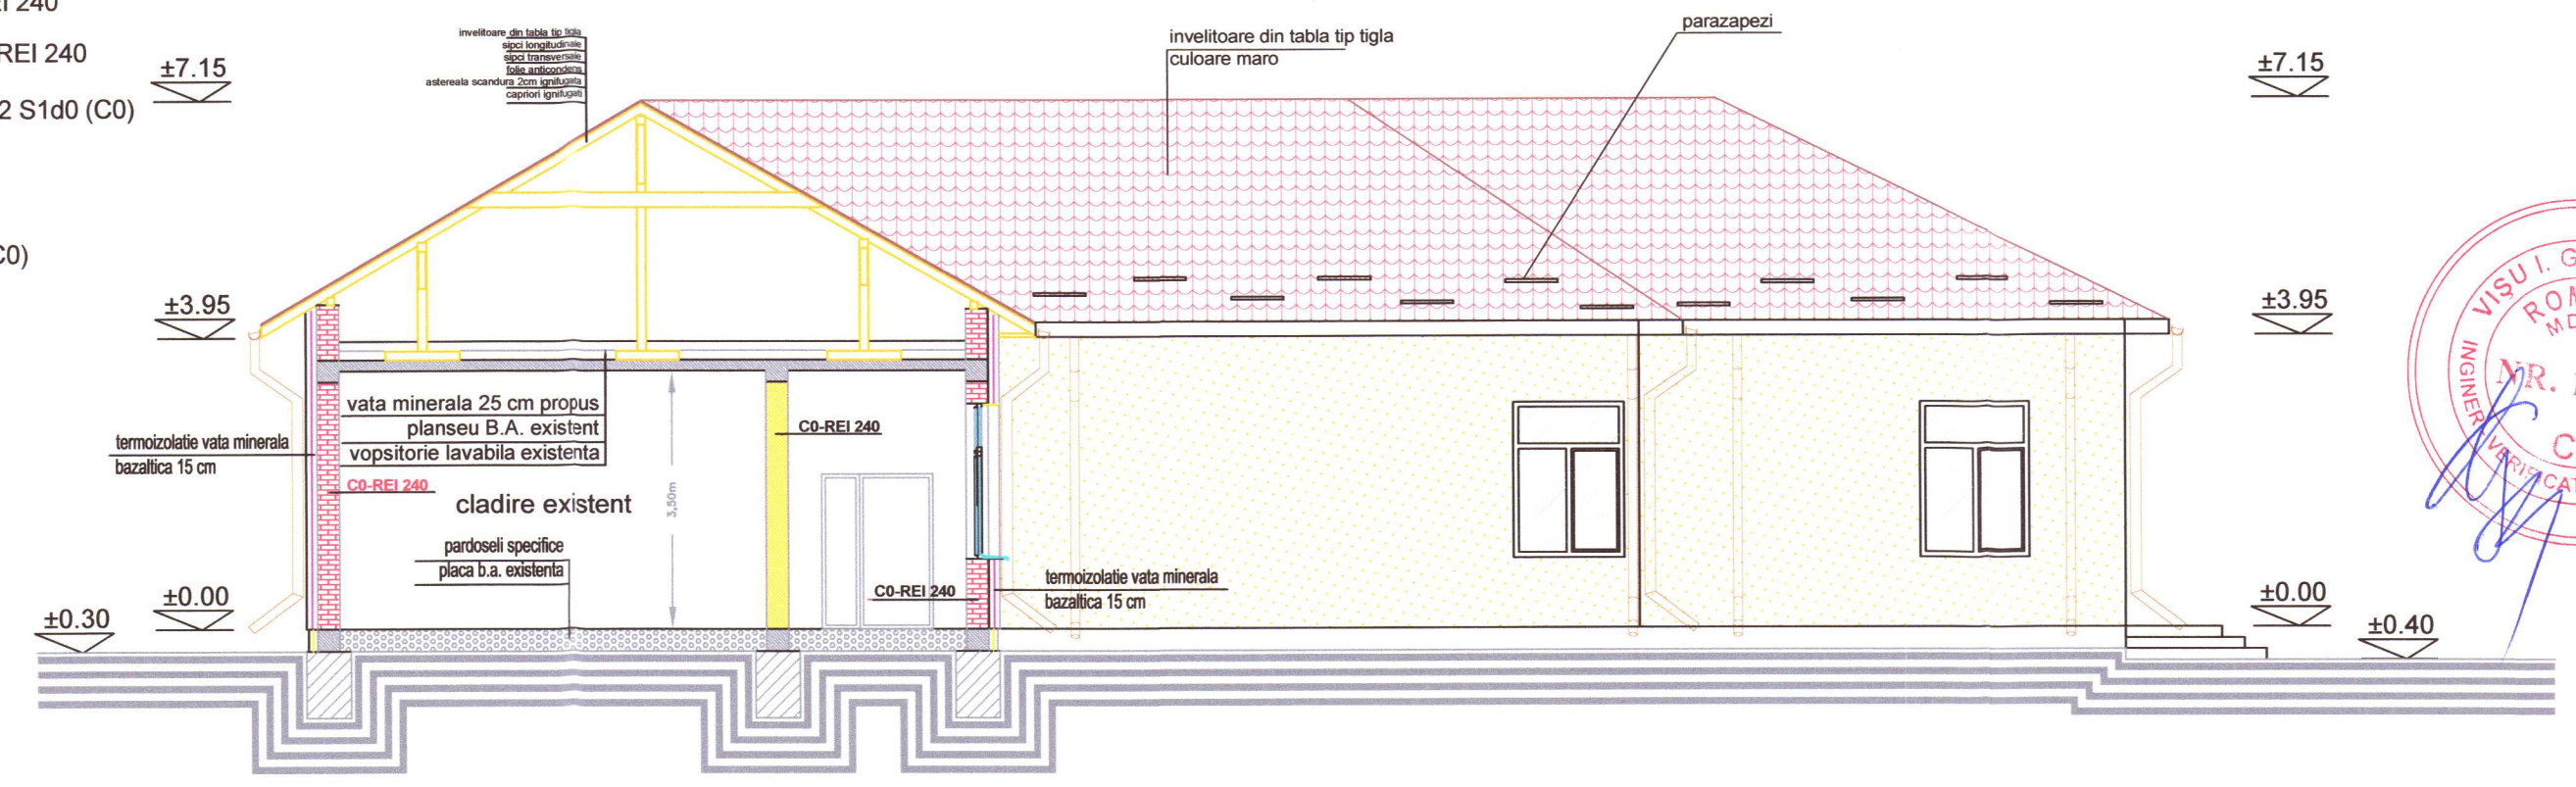 REI 240
±7.15
2 S1d0 (C0)
C0)
invelitoare din tabla tip tigla
sipci longitudinale
sipci transversale
folie anticondens
astereala scandura 2cm ignifugata
capriori ignifugati
invelitoare din tabla tip tigla
culoare maro
parazapezi
±7.15
±3.95
±3.95
vata minerala 25 cm propus
planseu B.A. existent
vopsitorie lavabila existenta
termoizolatie vata minerala
bazaltica 15 cm
C0-REI 240
C0-REI 240
cladire existent
3,50m
pardoseli specifice
placa b.a. existenta
C0-REI 240
termoizolatie vata minerala
bazaltica 15 cm
±0.30
±0.00
±0.00
±0.40
VIȘU I. G
INGINER
NR.